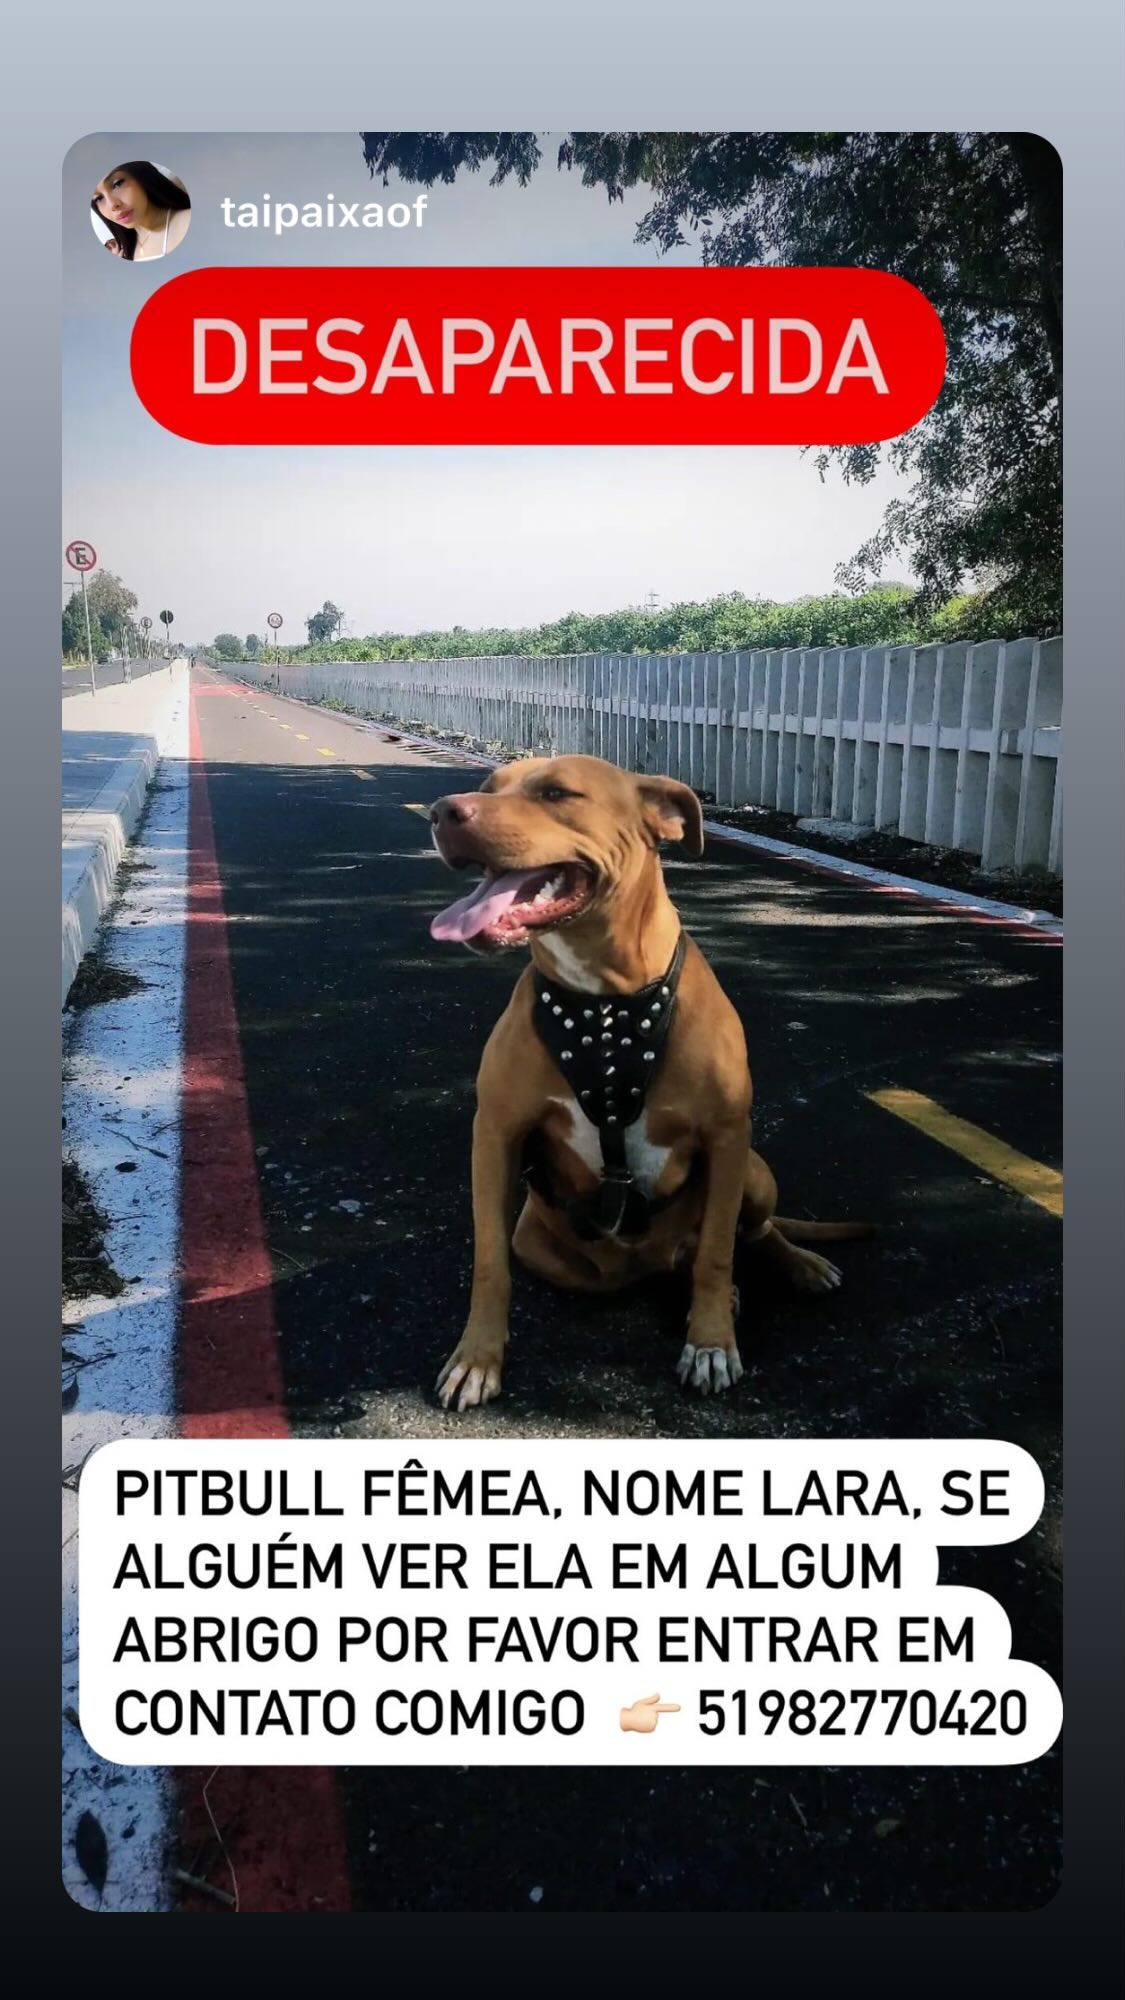 taipaixaof
DESAPARECIDA
E
PITBULL FÊMEA, NOME LARA, SE
ALGUÉM VER ELA EM ALGUM
ABRIGO POR FAVOR ENTRAR EM
CONTATO COMIGO 👉🏻 51982770420